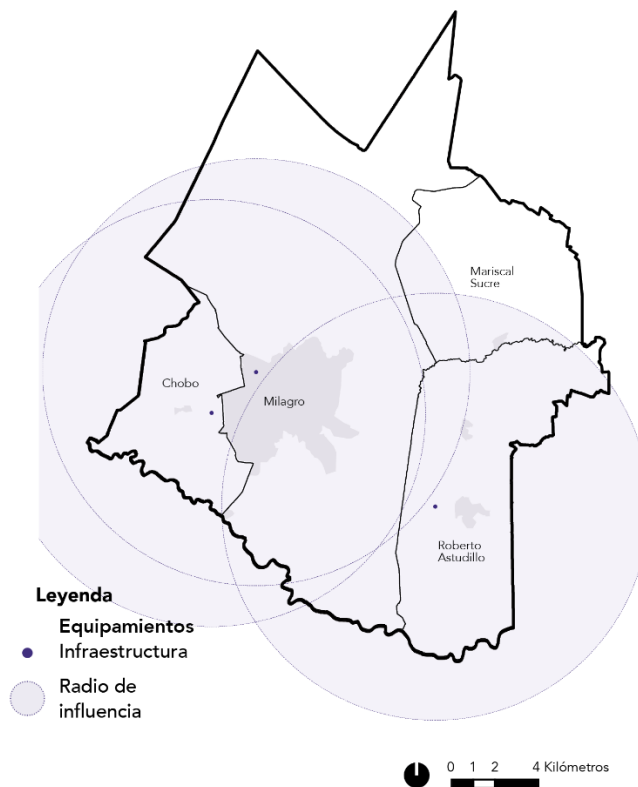 Mariscal
Sucre
Chobo
Milagro
Roberto
Astudillo
Leyenda
Equipamientos
Infraestructura
Radio de
influencia
0 1 2 4 Kilómetros